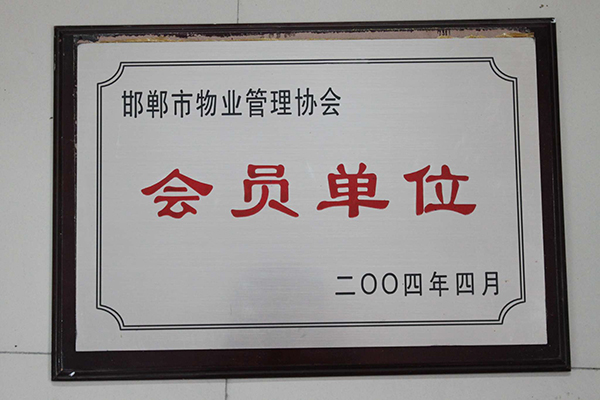 邯郸市物业管理协会
会员单位
二〇〇四年四月